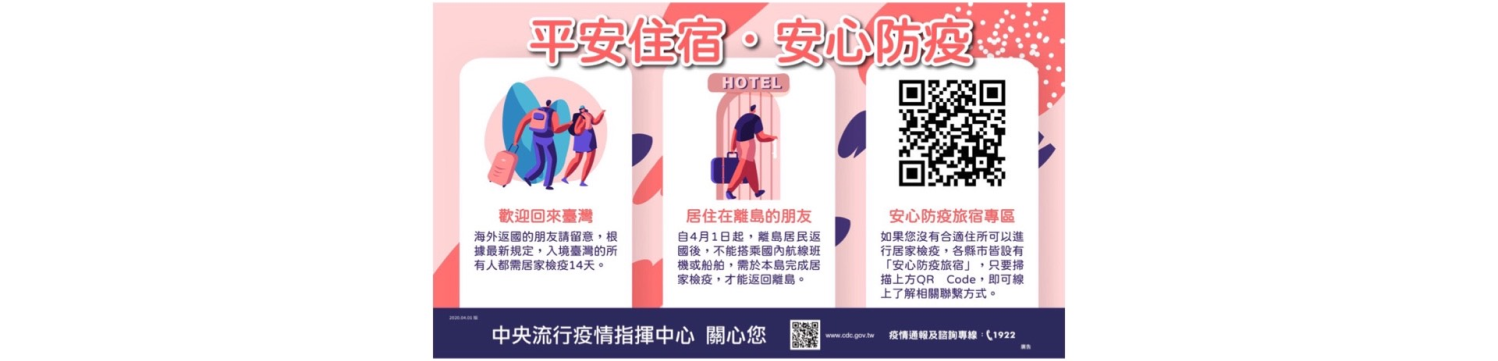 平安住宿・安心防疫
HOTEL
歡迎回來臺灣
海外返國的朋友請留意，根
據最新規定，入境臺灣的所
有人都需居家檢疫14天。
居住在離島的朋友
自4月1日起，離島居民返
國後，不能搭乘國內航線班
機或船舶，需於本島完成居
家檢疫，才能返回離島。
安心防疫旅宿專區
如果您沒有合適住所可以進
行居家檢疫，各縣市皆設有
「安心防疫旅宿」，只要掃
描上方QR Code，即可線
上了解相關聯繫方式。
中央流行疫情指揮中心 關心您
www.cdc.gov.tw
疫情通報及諮詢專線：1922
廣告